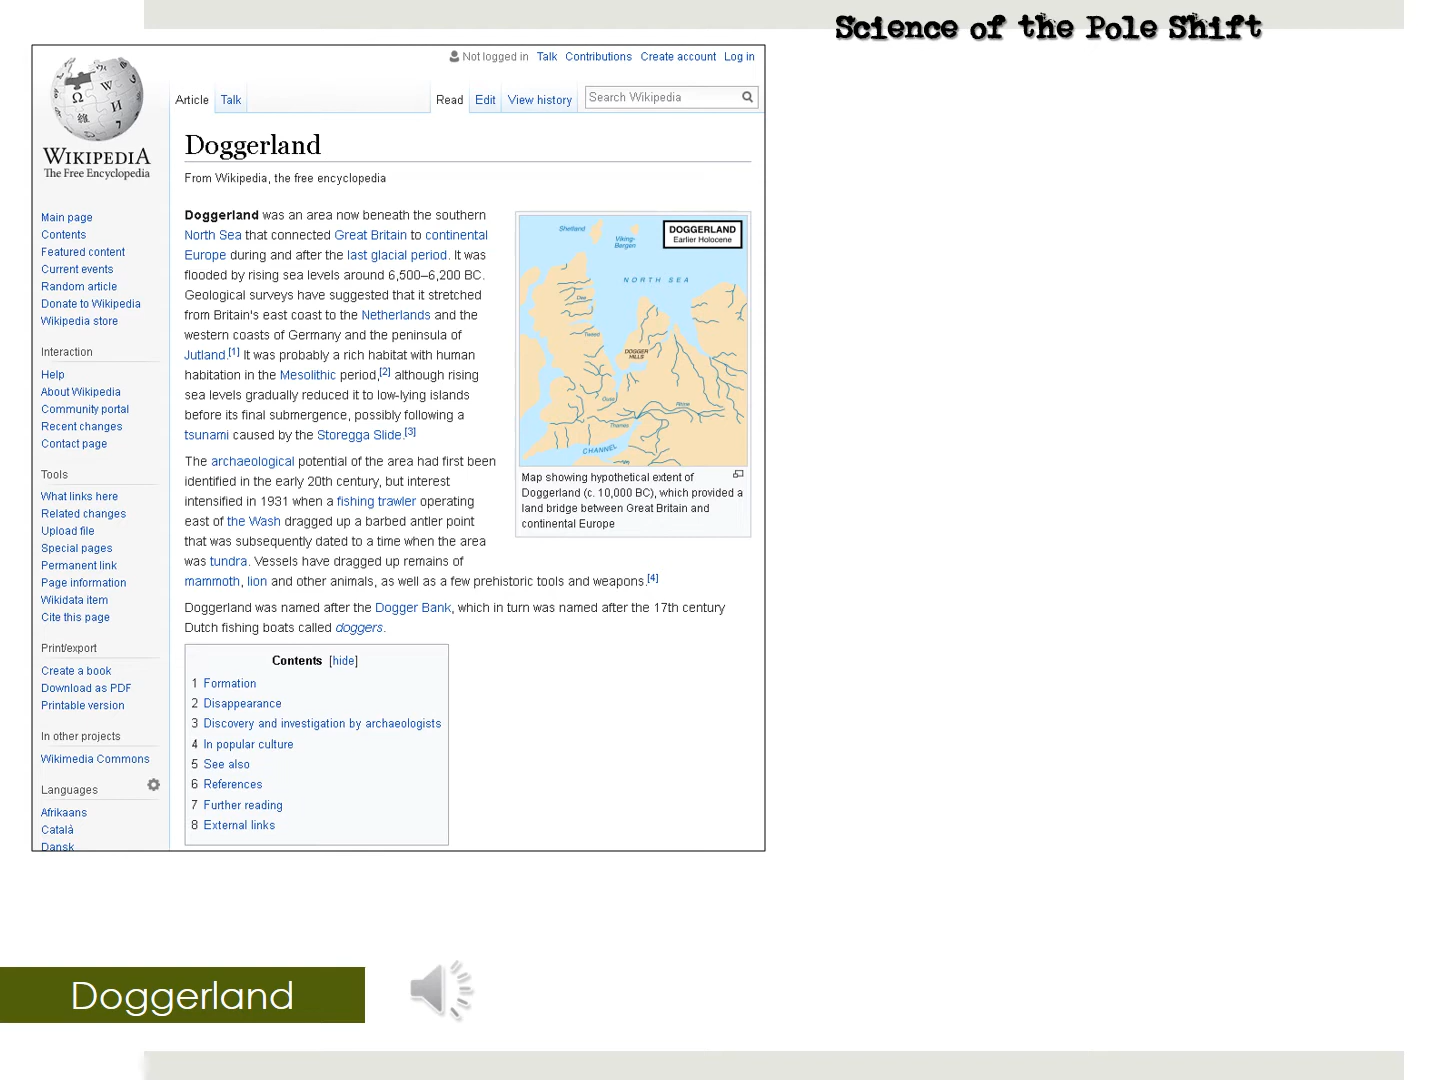 Science of the Pole Shift
Not logged in Talk Contributions Create account Log in
Article Talk Read Edit View history Search Wikipedia
WIKIPEDIA
The Free Encyclopedia
Main page
Contents
Featured content
Current events
Random article
Donate to Wikipedia
Wikipedia store
Interaction
Help
About Wikipedia
Community portal
Recent changes
Contact page
Tools
What links here
Related changes
Upload file
Special pages
Permanent link
Page information
Wikidata item
Cite this page
Print/export
Create a book
Download as PDF
Printable version
In other projects
Wikimedia Commons
Languages
Afrikaans
Català
Dansk
Doggerland
From Wikipedia, the free encyclopedia
Doggerland was an area now beneath the southern
North Sea that connected Great Britain to continental
Europe during and after the last glacial period. It was
flooded by rising sea levels around 6,500–6,200 BC.
Geological surveys have suggested that it stretched
from Britain's east coast to the Netherlands and the
western coasts of Germany and the peninsula of
Jutland.[1] It was probably a rich habitat with human
habitation in the Mesolithic period,[2] although rising
sea levels gradually reduced it to low-lying islands
before its final submergence, possibly following a
tsunami caused by the Storegga Slide.[3]
The archaeological potential of the area had first been
identified in the early 20th century, but interest
intensified in 1931 when a fishing trawler operating
east of the Wash dragged up a barbed antler point
that was subsequently dated to a time when the area
was tundra. Vessels have dragged up remains of
mammoth, lion and other animals, as well as a few prehistoric tools and weapons.[4]
Doggerland was named after the Dogger Bank, which in turn was named after the 17th century
Dutch fishing boats called doggers.
DOGGERLAND
Earlier Holocene
Shetland
Viking-
Bergen
NORTH SEA
Dee
Tweed
DOGGER
HILLS
Ouse
Rhine
Thames
CHANNEL
Map showing hypothetical extent of
Doggerland (c. 10,000 BC), which provided a
land bridge between Great Britain and
continental Europe
Contents [hide]
1 Formation
2 Disappearance
3 Discovery and investigation by archaeologists
4 In popular culture
5 See also
6 References
7 Further reading
8 External links
Doggerland